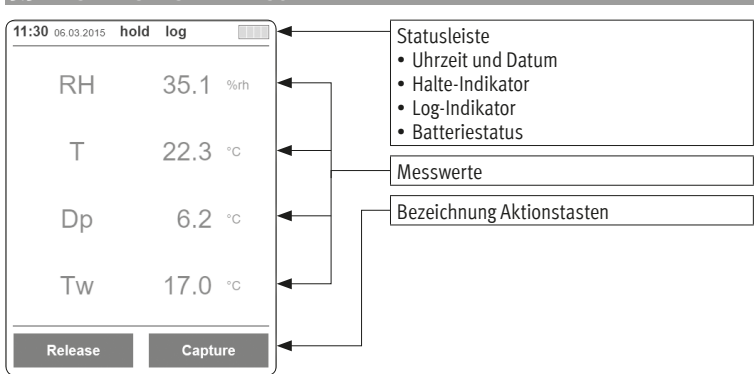 11:30 06.03.2015 hold log
RH 35.1 %rh
T 22.3 °C
Dp 6.2 °C
Tw 17.0 °C
Release Capture
Statusleiste
• Uhrzeit und Datum
• Halte-Indikator
• Log-Indikator
• Batteriestatus
Messwerte
Bezeichnung Aktionstasten